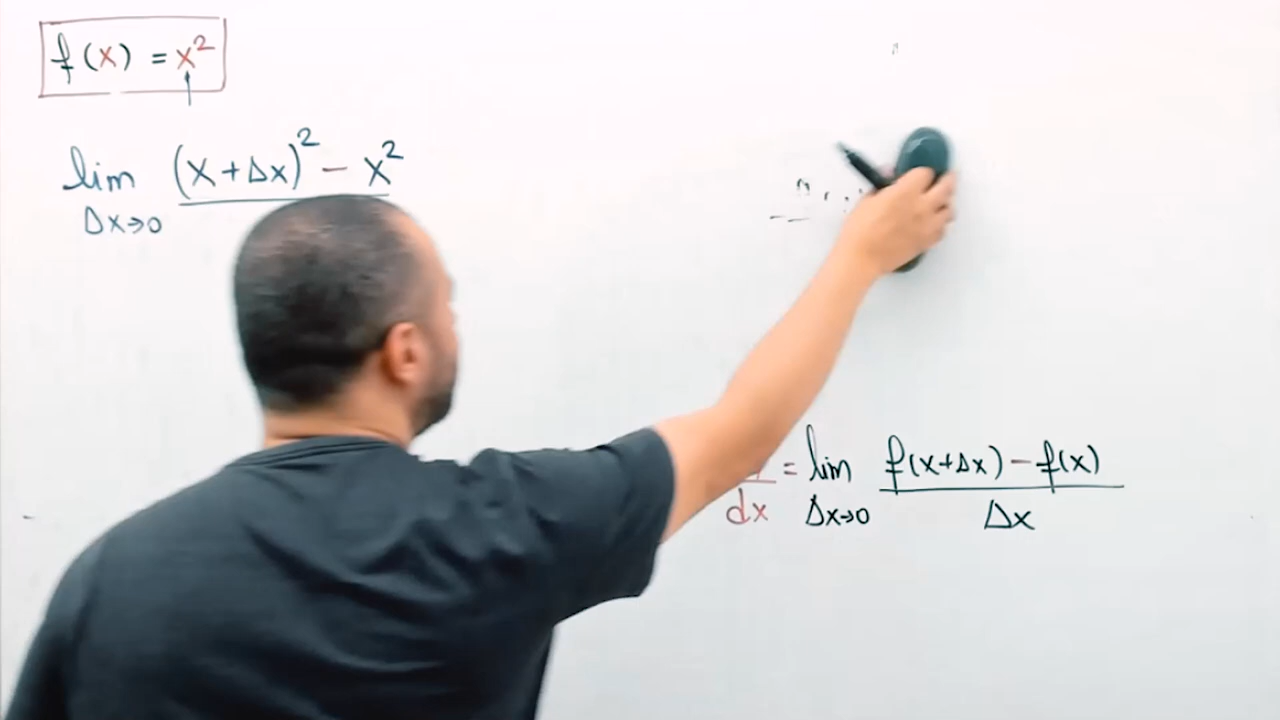 f(x) = x²
lim (x+Δx)² − x²
Δx→0
= lim f(x+Δx) − f(x)
dx Δx→0 Δx